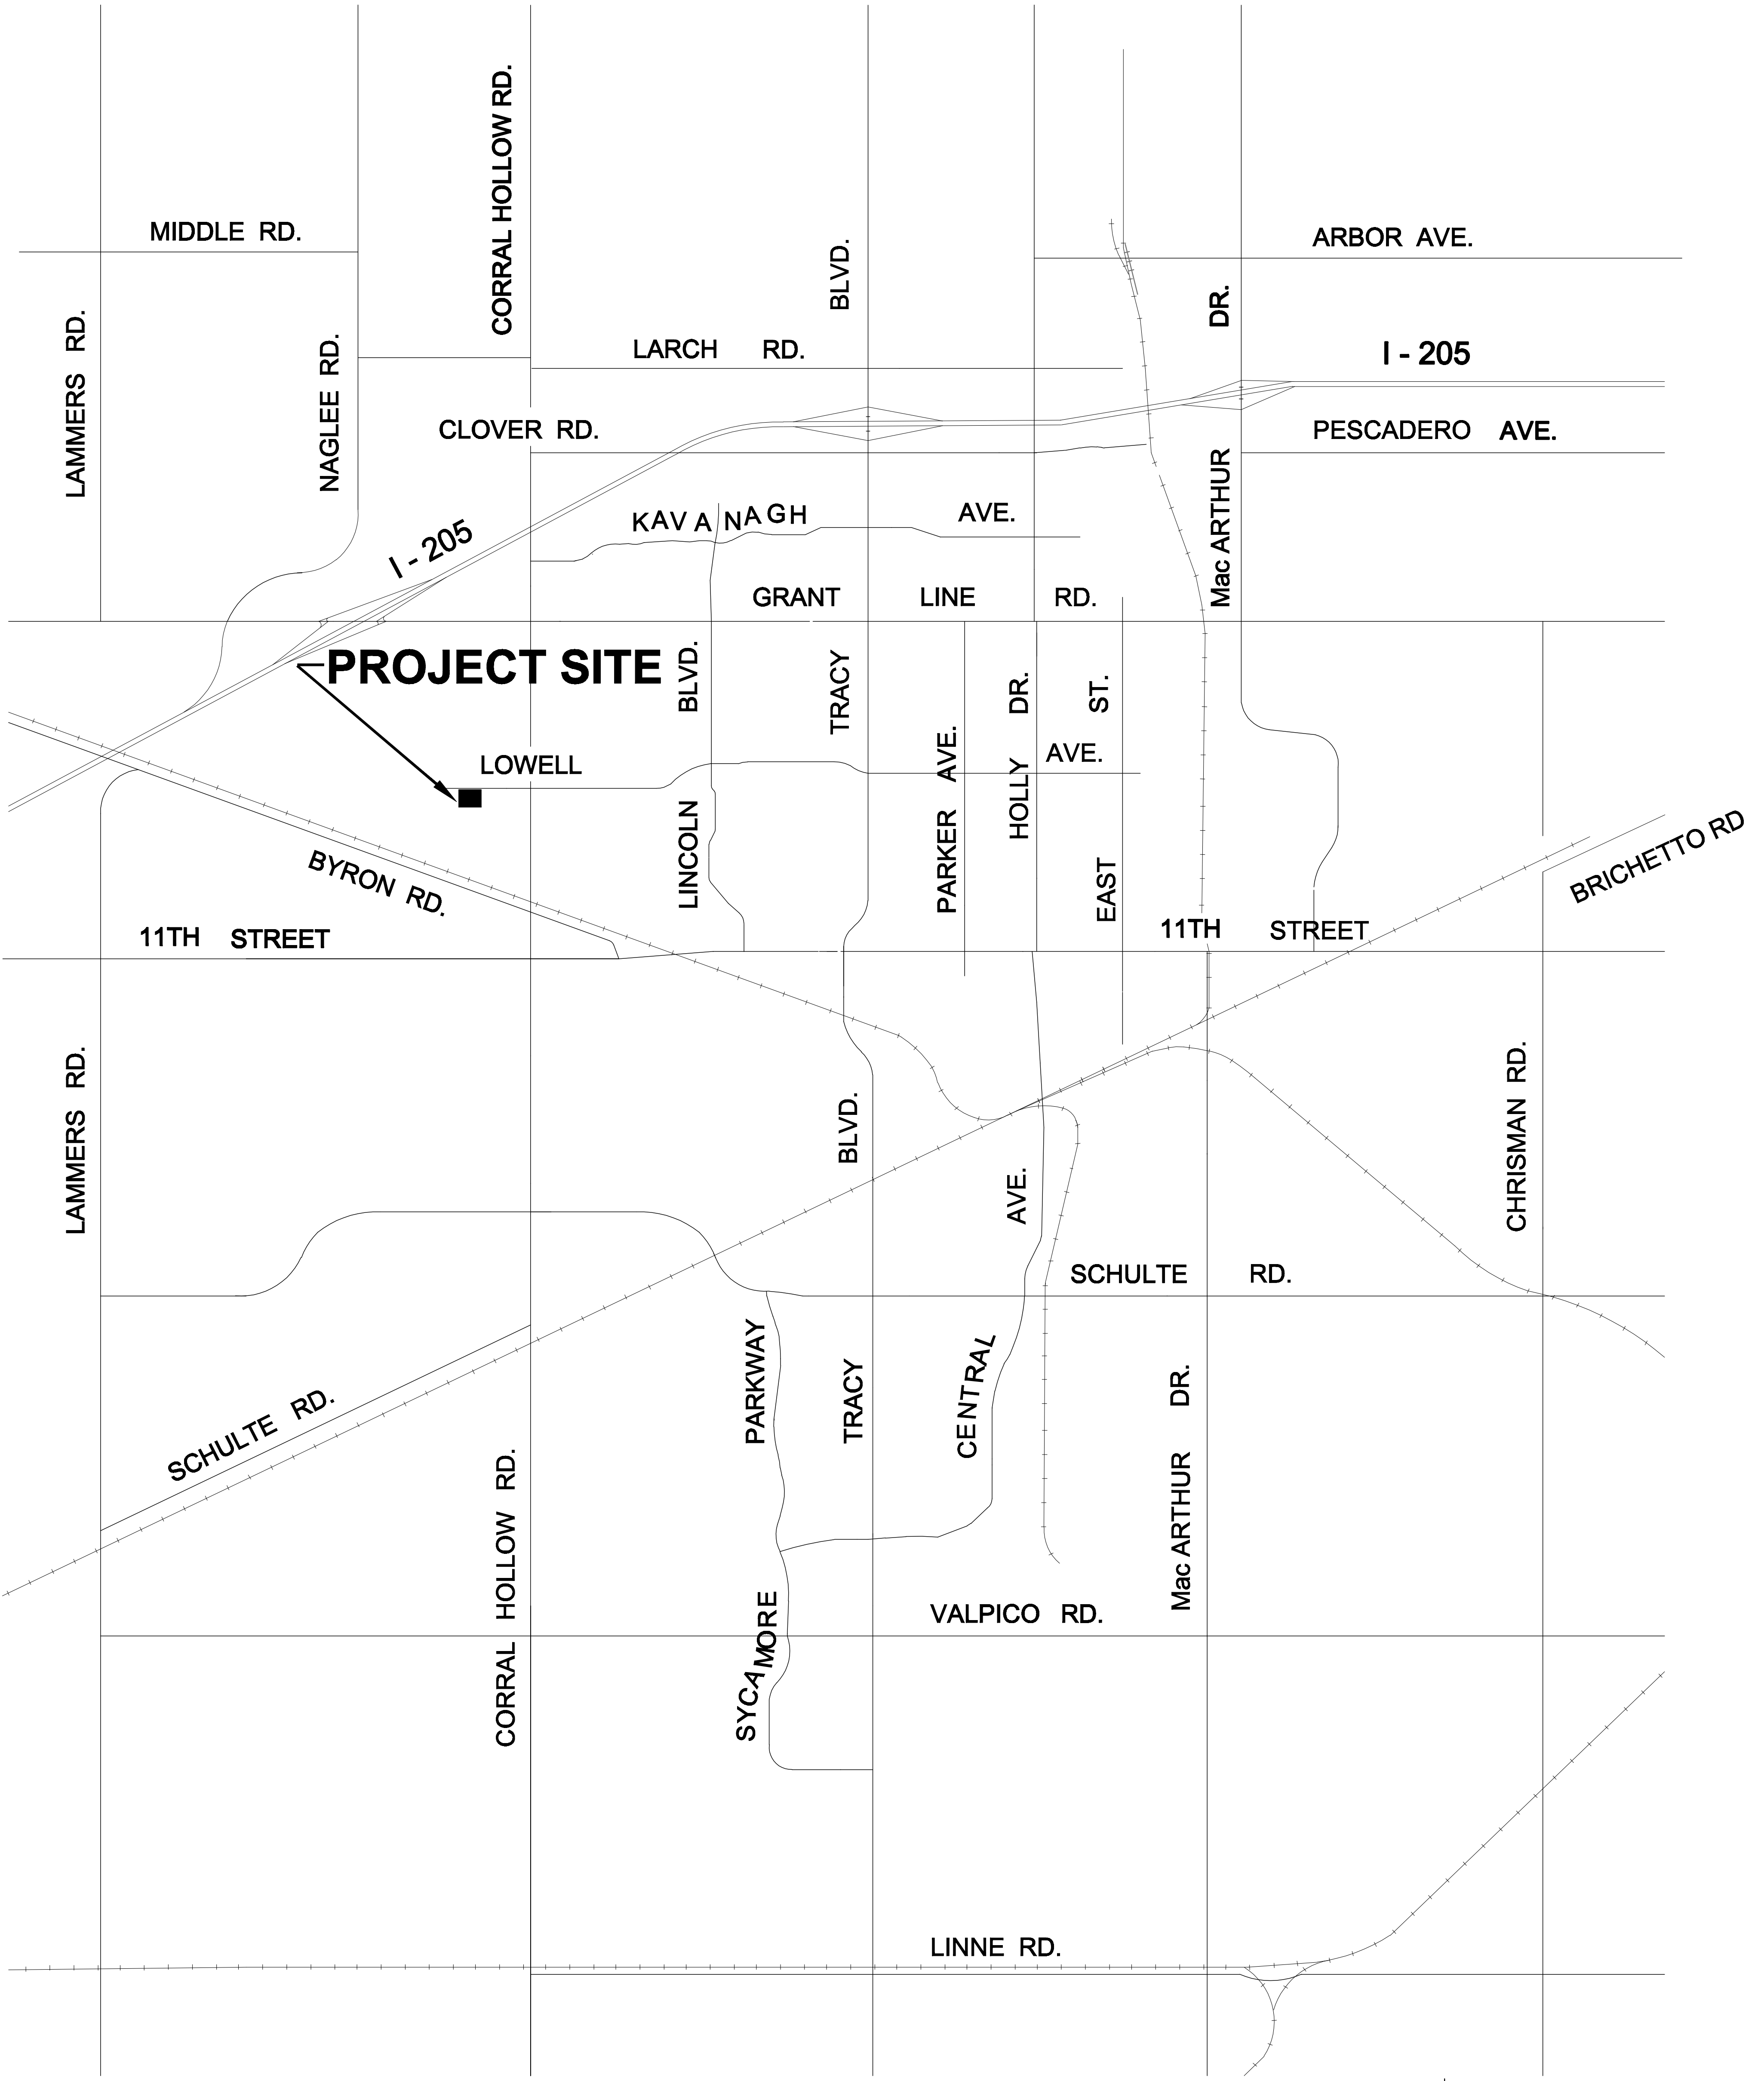 CORRAL HOLLOW RD.
MIDDLE RD.
ARBOR AVE.
BLVD.
DR.
LAMMERS RD.
NAGLEE RD.
LARCH RD.
I - 205
CLOVER RD.
PESCADERO AVE.
Mac ARTHUR
KAVANAGH AVE.
I - 205
GRANT LINE RD.
PROJECT SITE
BLVD.
TRACY
DR.
ST.
LOWELL
AVE.
PARKER AVE.
HOLLY
LINCOLN
EAST
BYRON RD.
BRICHETTO RD
11TH STREET
11TH STREET
LAMMERS RD.
BLVD.
AVE.
CHRISMAN RD.
SCHULTE RD.
PARKWAY
TRACY
CENTRAL
Mac ARTHUR DR.
SCHULTE RD.
CORRAL HOLLOW RD.
SYCAMORE
VALPICO RD.
LINNE RD.